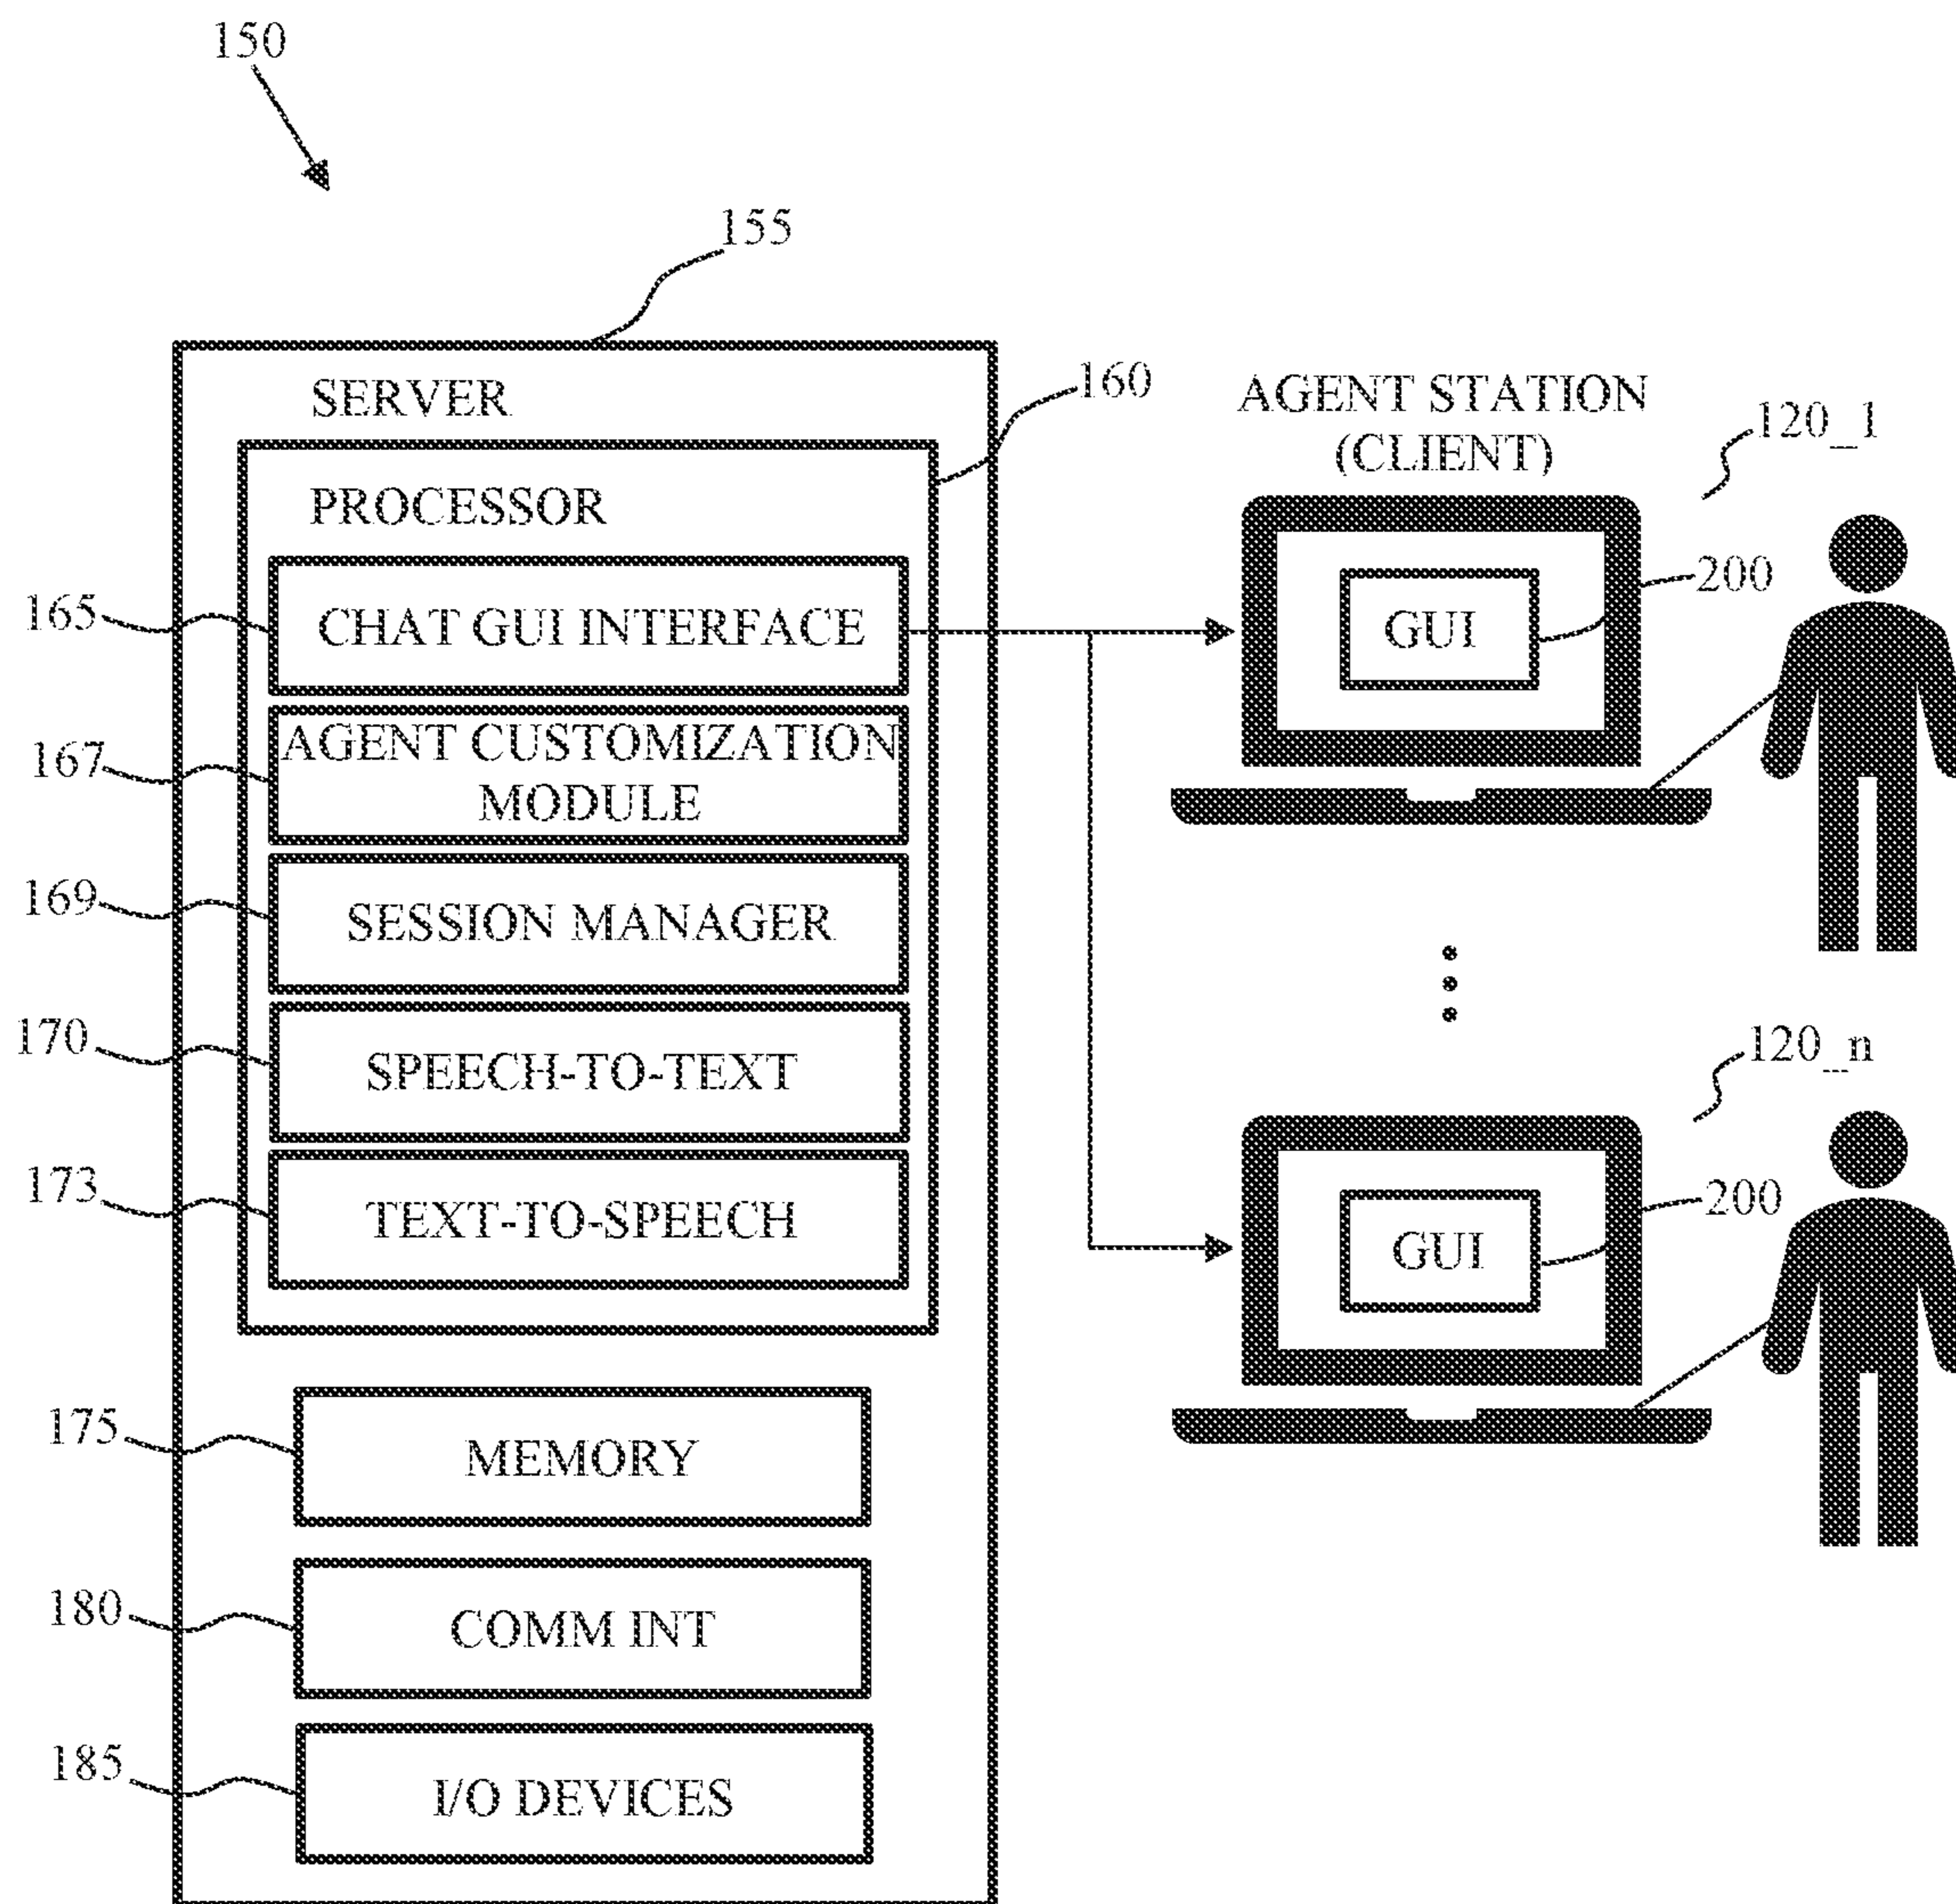 150
155
SERVER
160
PROCESSOR
165
CHAT GUI INTERFACE
167
AGENT CUSTOMIZATION
MODULE
169
SESSION MANAGER
170
SPEECH-TO-TEXT
173
TEXT-TO-SPEECH
175
MEMORY
180
COMM INT
185
I/O DEVICES
AGENT STATION
(CLIENT)
120_1
200
GUI
120_n
200
GUI